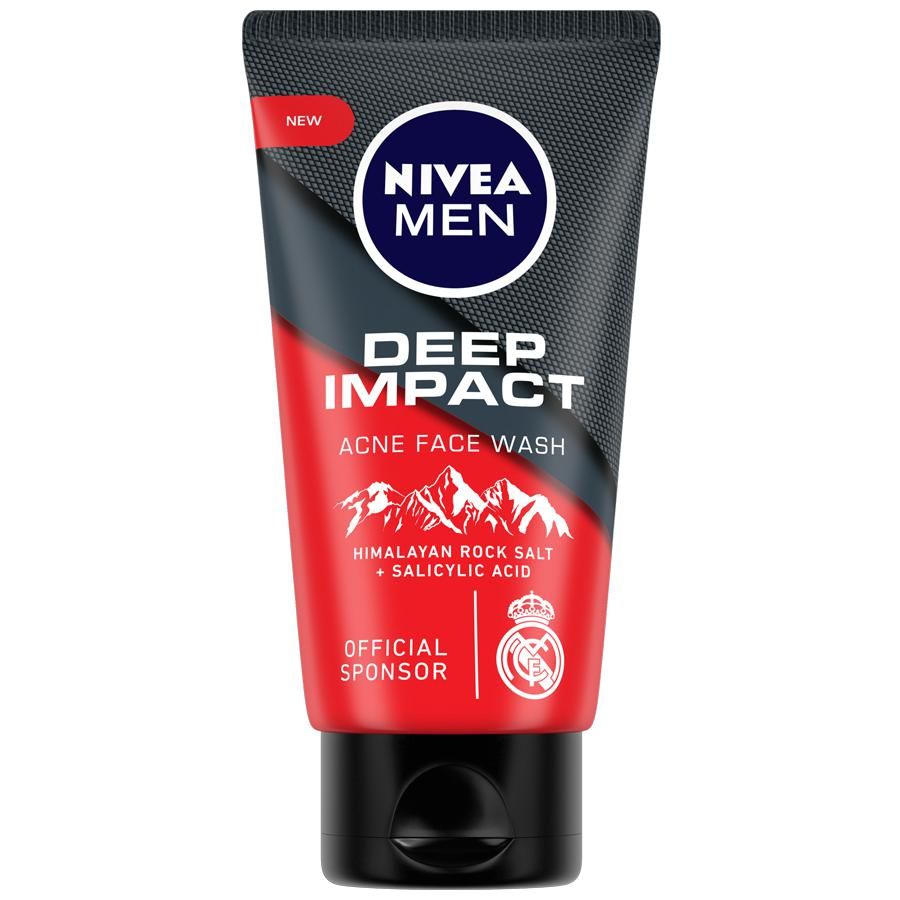 NEW
NIVEA
MEN
DEEP
IMPACT
ACNE FACE WASH
HIMALAYAN ROCK SALT
+ SALICYLIC ACID
OFFICIAL
SPONSOR